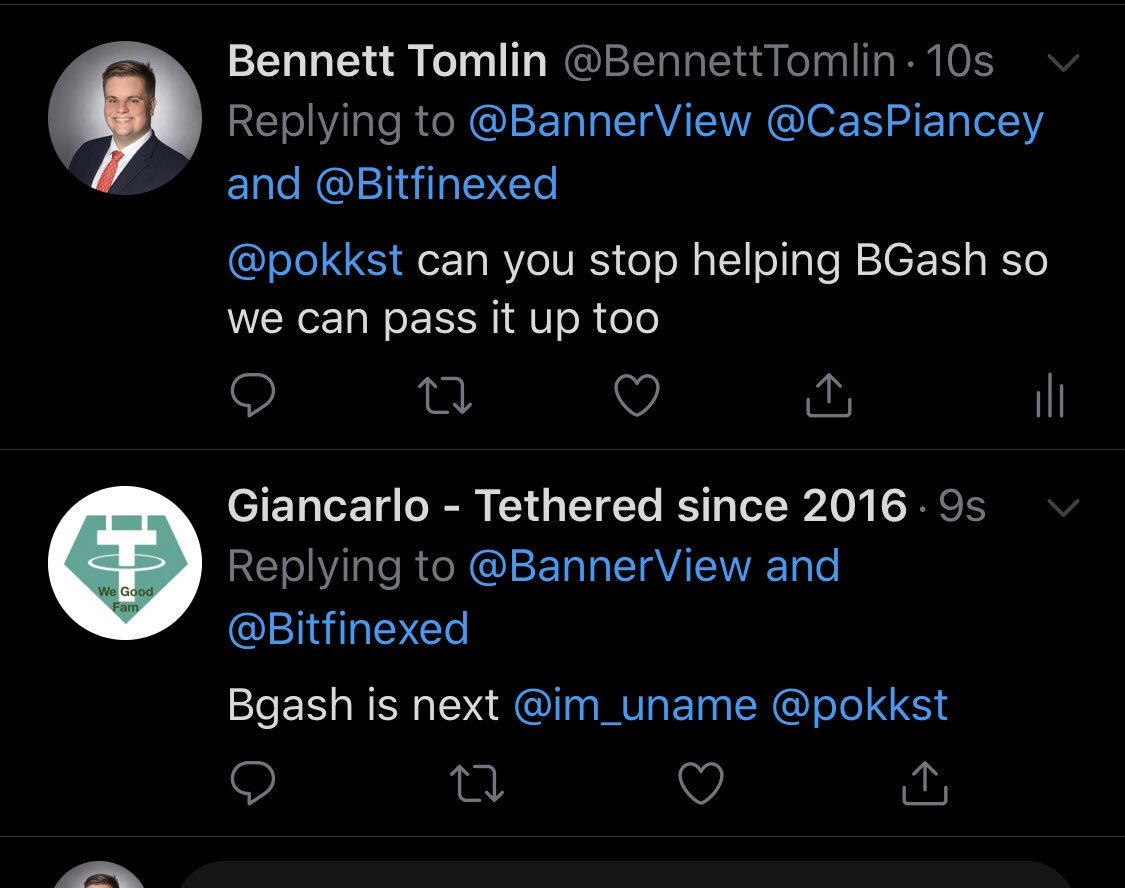 Bennett Tomlin @BennettTomlin · 10s
Replying to @BannerView @CasPiancey
and @Bitfinexed
@pokkst can you stop helping BGash so
we can pass it up too
Giancarlo - Tethered since 2016 · 9s
Replying to @BannerView and
@Bitfinexed
We Good
Fam
Bgash is next @im_uname @pokkst